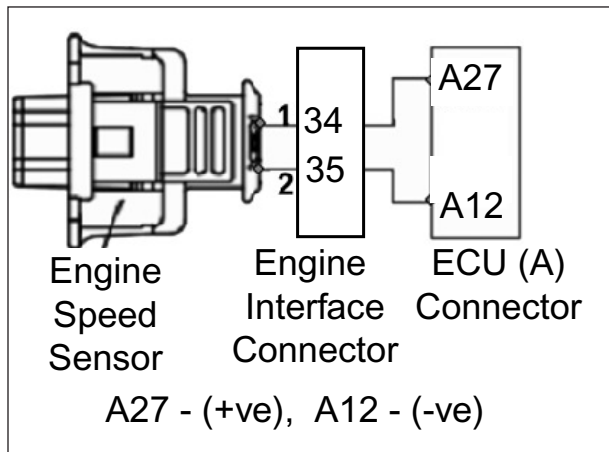 1 34 A27
2 35 A12
Engine Speed Sensor
Engine Interface Connector
ECU (A) Connector
A27 - (+ve), A12 - (-ve)